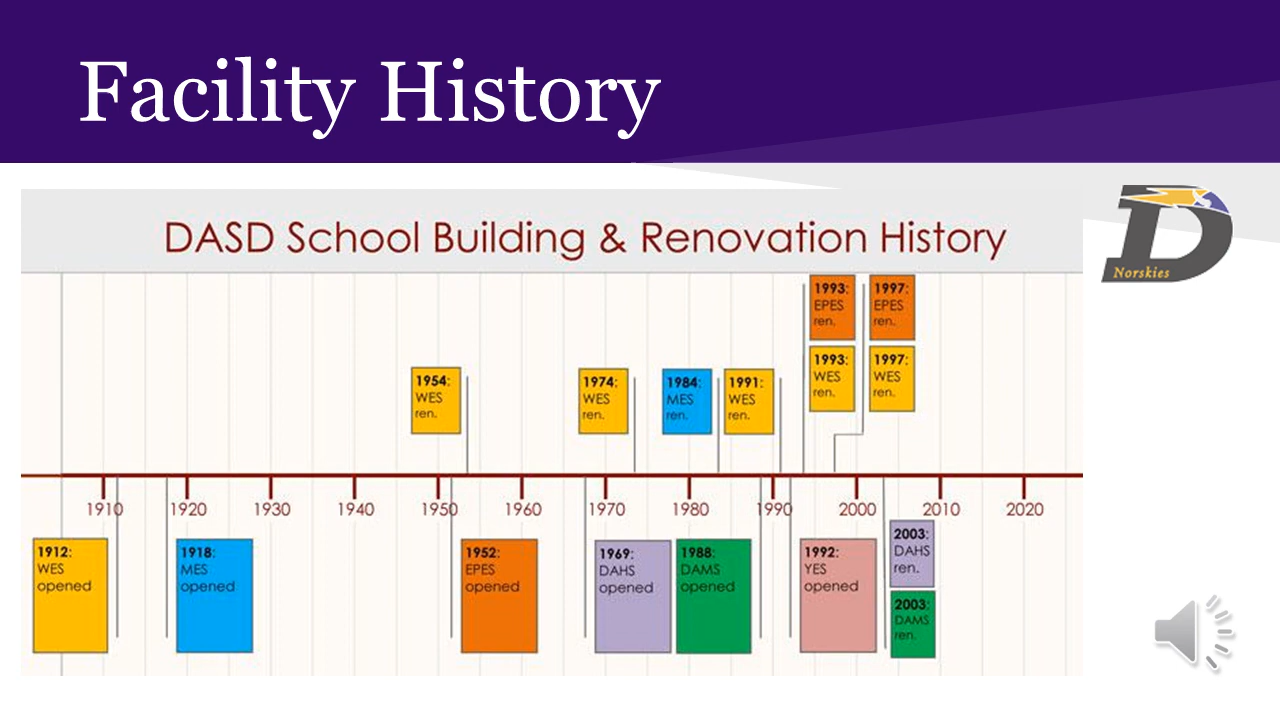 Facility History
DASD School Building & Renovation History
Norskies
1993:
EPES
ren.
1997:
EPES
ren.
1954:
WES
ren.
1974:
WES
ren.
1984:
MES
ren.
1991:
WES
ren.
1993:
WES
ren.
1997:
WES
ren.
1910 1920 1930 1940 1950 1960 1970 1980 1990 2000 2010 2020
1912:
WES
opened
1918:
MES
opened
1952:
EPES
opened
1969:
DAHS
opened
1988:
DAMS
opened
1992:
YES
opened
2003:
DAHS
ren.
2003:
DAMS
ren.